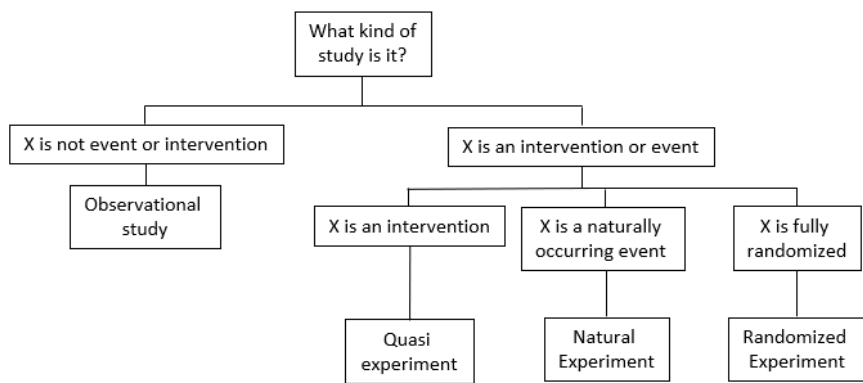 What kind of
study is it?
X is not event or intervention
X is an intervention or event
Observational
study
X is an intervention
X is a naturally
occurring event
X is fully
randomized
Quasi
experiment
Natural
Experiment
Randomized
Experiment